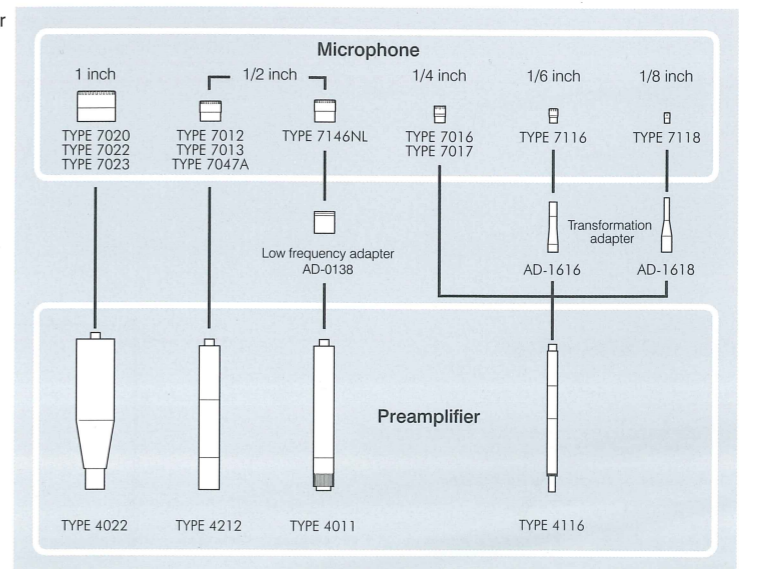 r
Microphone
1 inch
1/2 inch
1/4 inch
1/6 inch
1/8 inch
TYPE 7020
TYPE 7022
TYPE 7023
TYPE 7012
TYPE 7013
TYPE 7047A
TYPE 7146NL
TYPE 7016
TYPE 7017
TYPE 7116
TYPE 7118
Low frequency adapter
AD-0138
Transformation
adapter
AD-1616
AD-1618
Preamplifier
TYPE 4022
TYPE 4212
TYPE 4011
TYPE 4116